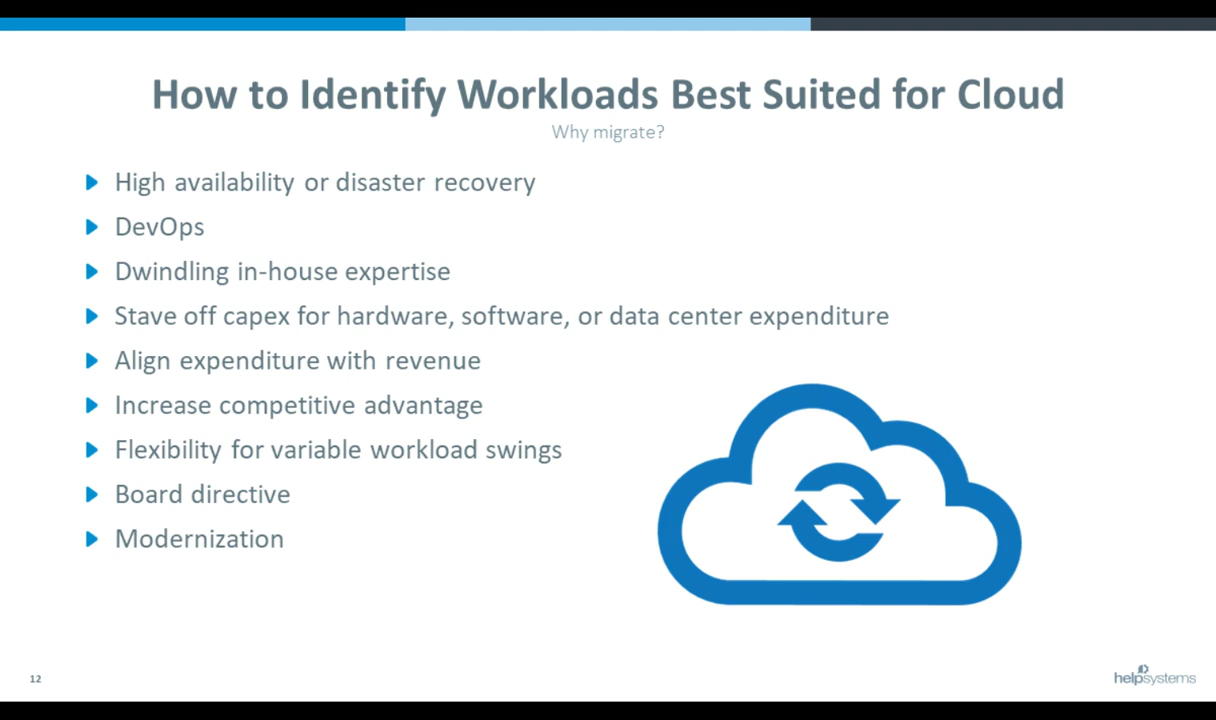 How to Identify Workloads Best Suited for Cloud
Why migrate?
High availability or disaster recovery
DevOps
Dwindling in-house expertise
Stave off capex for hardware, software, or data center expenditure
Align expenditure with revenue
Increase competitive advantage
Flexibility for variable workload swings
Board directive
Modernization
12
helpsystems